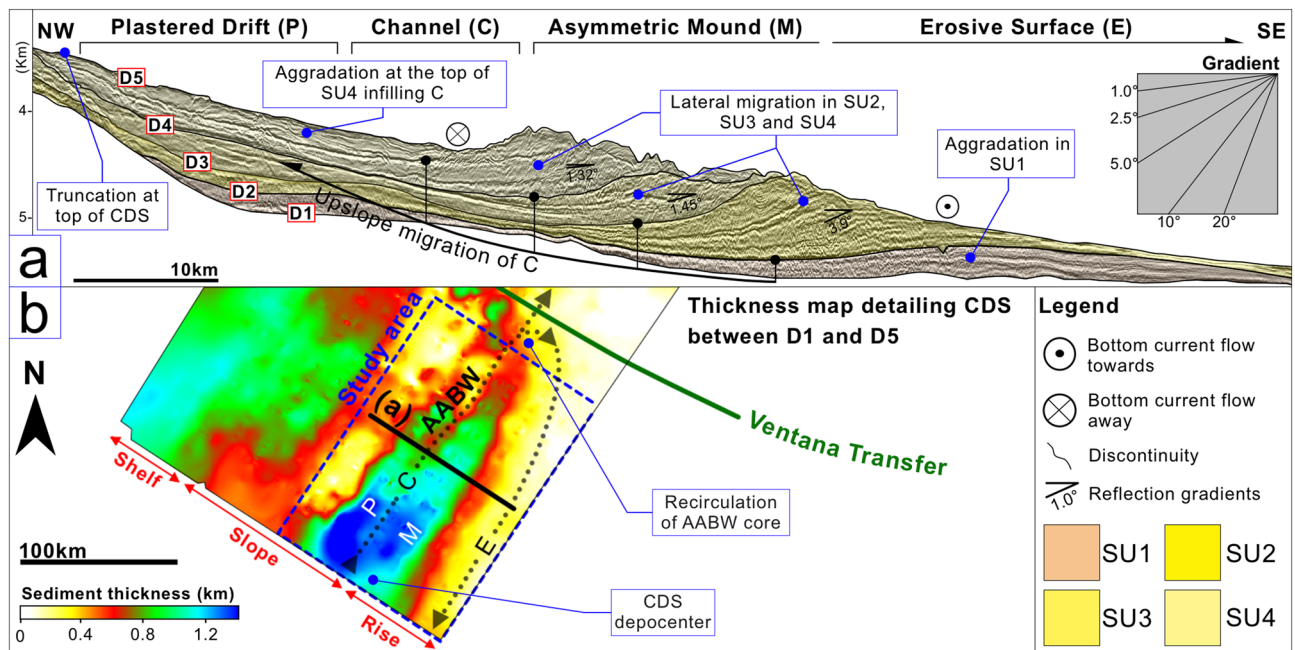 NW
Plastered Drift (P)
Channel (C)
Asymmetric Mound (M)
Erosive Surface (E)
SE
(Km)
4
5
D5
D4
D3
D2
D1
Aggradation at the top of
SU4 infilling C
Lateral migration in SU2,
SU3 and SU4
Aggradation in
SU1
Truncation at
top of CDS
Upslope migration of C
1.32°
1.45°
3.9°
Gradient
1.0°
2.5°
5.0°
10°
20°
a
10km
b
N
Study area
(a)
AABW
C
P
M
E
Shelf
Slope
Rise
Thickness map detailing CDS
between D1 and D5
Ventana Transfer
Recirculation
of AABW core
CDS
depocenter
100km
Sediment thickness (km)
0
0.4
0.8
1.2
Legend
Bottom current flow
towards
Bottom current flow
away
Discontinuity
1.0°
Reflection gradients
SU1
SU2
SU3
SU4